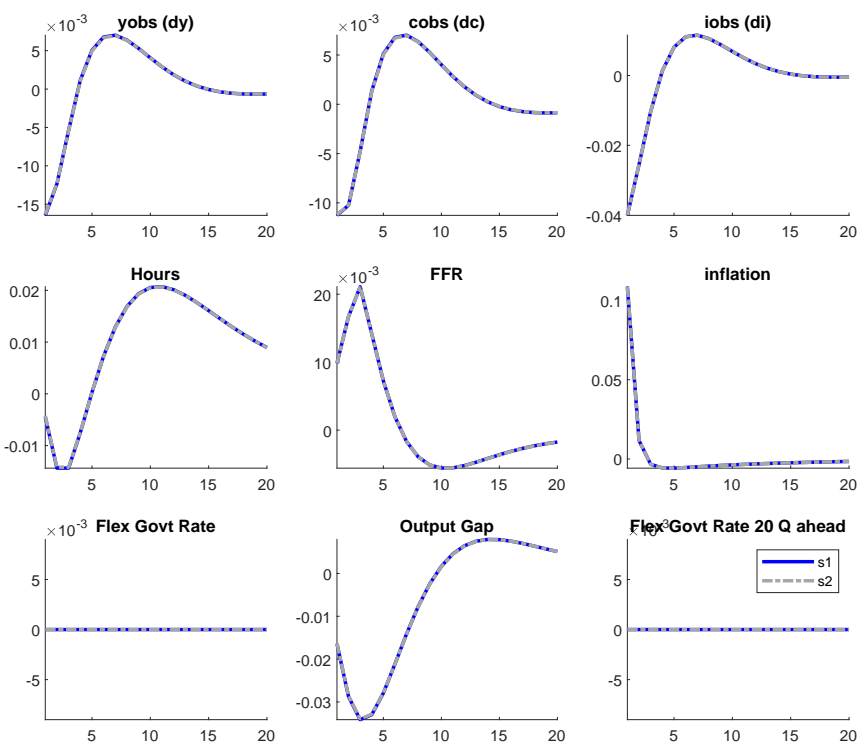 yobs (dy)
×10⁻³
5
0
-5
-10
-15
5 10 15 20
cobs (dc)
×10⁻³
5
0
-5
-10
5 10 15 20
iobs (di)
0
-0.02
-0.04
5 10 15 20
Hours
0.02
0.01
0
-0.01
5 10 15 20
FFR
×10⁻³
20
10
0
5 10 15 20
inflation
0.1
0.05
0
5 10 15 20
Flex Govt Rate
×10⁻³
5
0
-5
5 10 15 20
Output Gap
0
-0.01
-0.02
-0.03
5 10 15 20
Flex Govt Rate 20 Q ahead
×10⁻³
s1
s2
5
0
-5
5 10 15 20